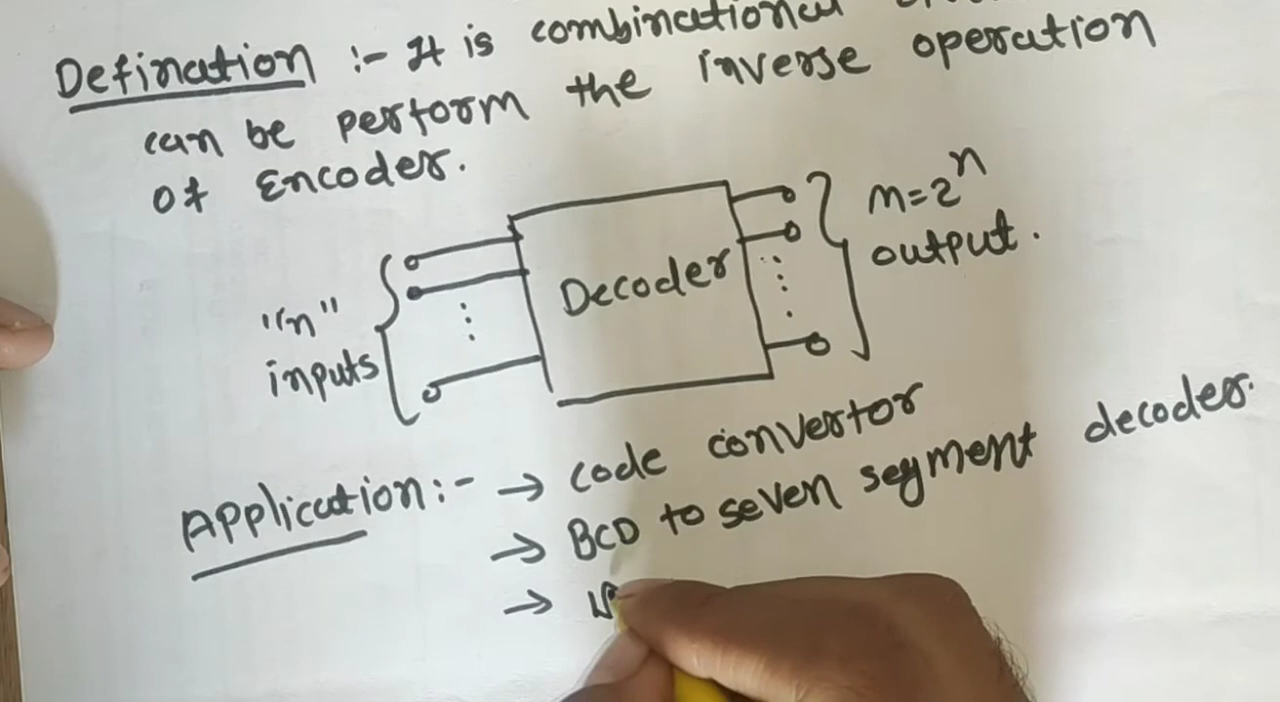 Defination :- It is combinational
can be perform the inverse operation
of Encoder.
"n"
inputs
Decoder
m=2^n
output.
Application :- → code convertor
→ BCD to seven segment decoder.
→